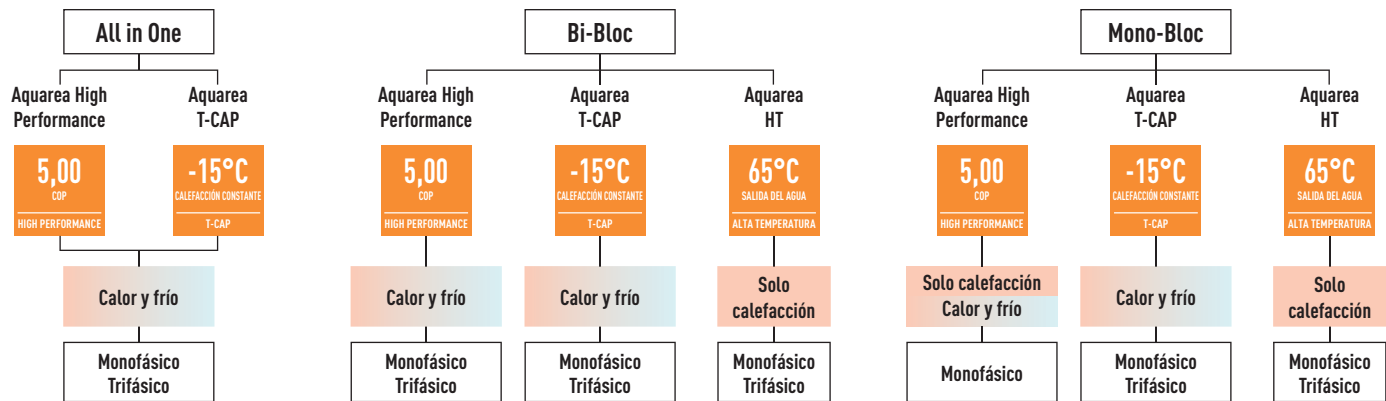 All in One
Aquarea High
Performance
Aquarea
T-CAP
5,00
COP
HIGH PERFORMANCE
-15°C
CALEFACCIÓN CONSTANTE
T-CAP
Calor y frío
Monofásico
Trifásico
Bi-Bloc
Aquarea High
Performance
Aquarea
T-CAP
Aquarea
HT
5,00
COP
HIGH PERFORMANCE
-15°C
CALEFACCIÓN CONSTANTE
T-CAP
65°C
SALIDA DEL AGUA
ALTA TEMPERATURA
Calor y frío
Calor y frío
Solo
calefacción
Monofásico
Trifásico
Monofásico
Trifásico
Monofásico
Trifásico
Mono-Bloc
Aquarea High
Performance
Aquarea
T-CAP
Aquarea
HT
5,00
COP
HIGH PERFORMANCE
-15°C
CALEFACCIÓN CONSTANTE
T-CAP
65°C
SALIDA DEL AGUA
ALTA TEMPERATURA
Solo calefacción
Calor y frío
Calor y frío
Solo
calefacción
Monofásico
Monofásico
Trifásico
Monofásico
Trifásico